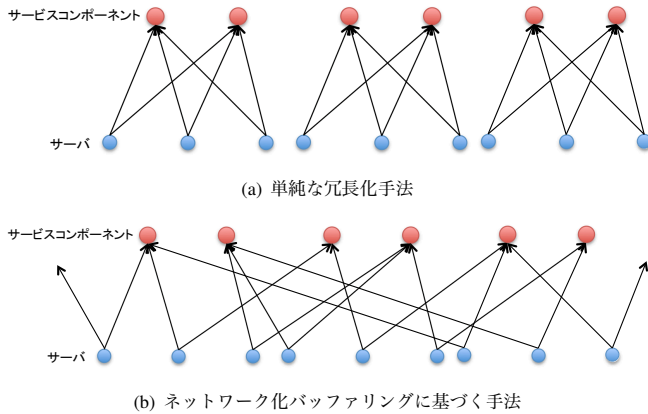 サービスコンポーネント
サーバ
(a) 単純な冗長化手法
サービスコンポーネント
サーバ
(b) ネットワーク化バッファリングに基づく手法